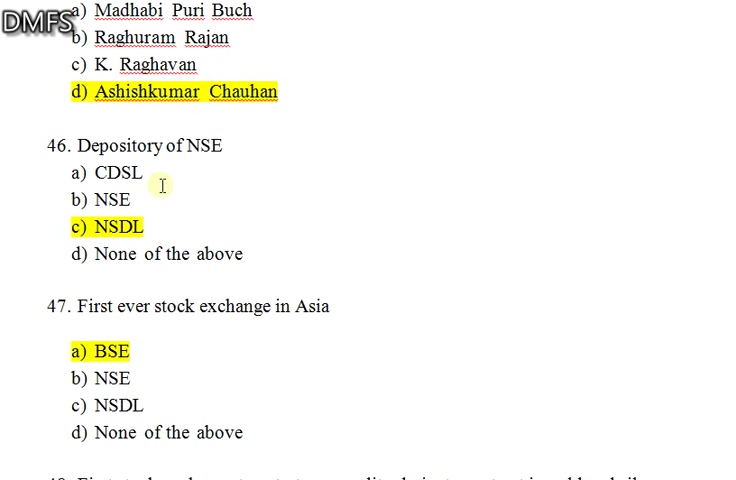 DMFS
a) Madhabi Puri Buch
b) Raghuram Rajan
c) K. Raghavan
d) Ashishkumar Chauhan
46. Depository of NSE
a) CDSL
b) NSE
c) NSDL
d) None of the above
47. First ever stock exchange in Asia
a) BSE
b) NSE
c) NSDL
d) None of the above